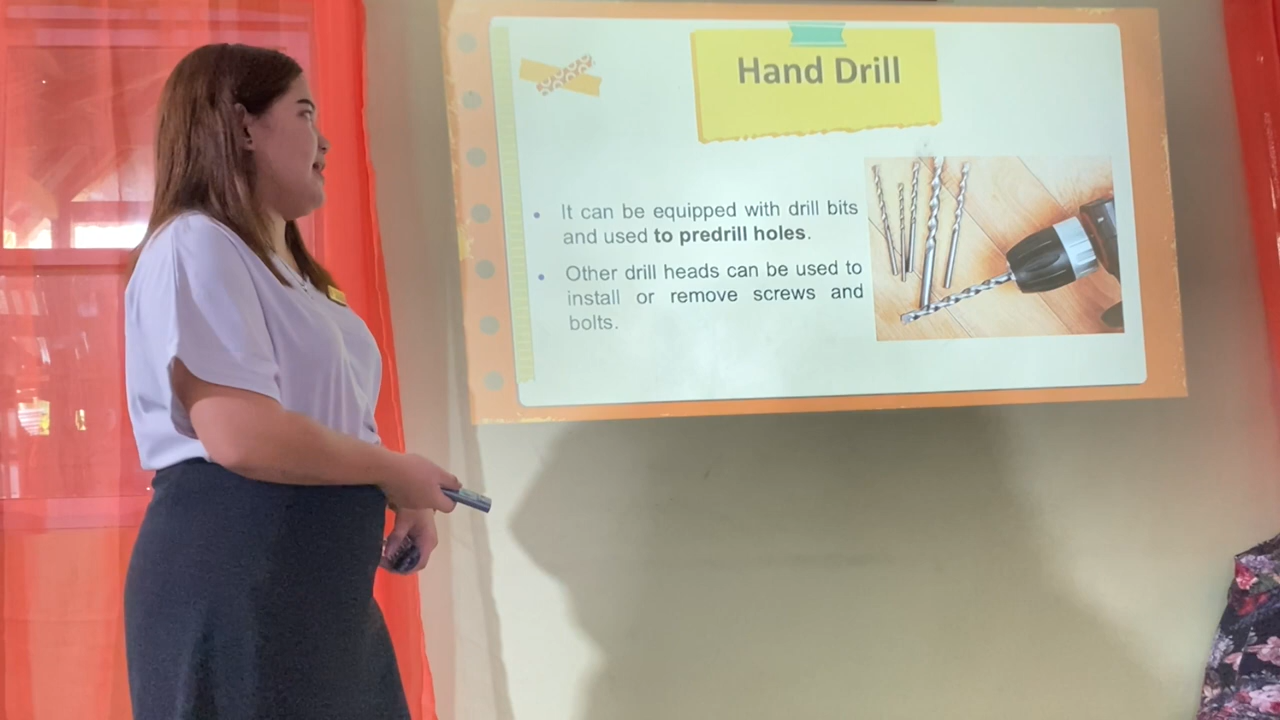 Hand Drill
• It can be equipped with drill bits
and used to predrill holes.
• Other drill heads can be used to
install or remove screws and
bolts.